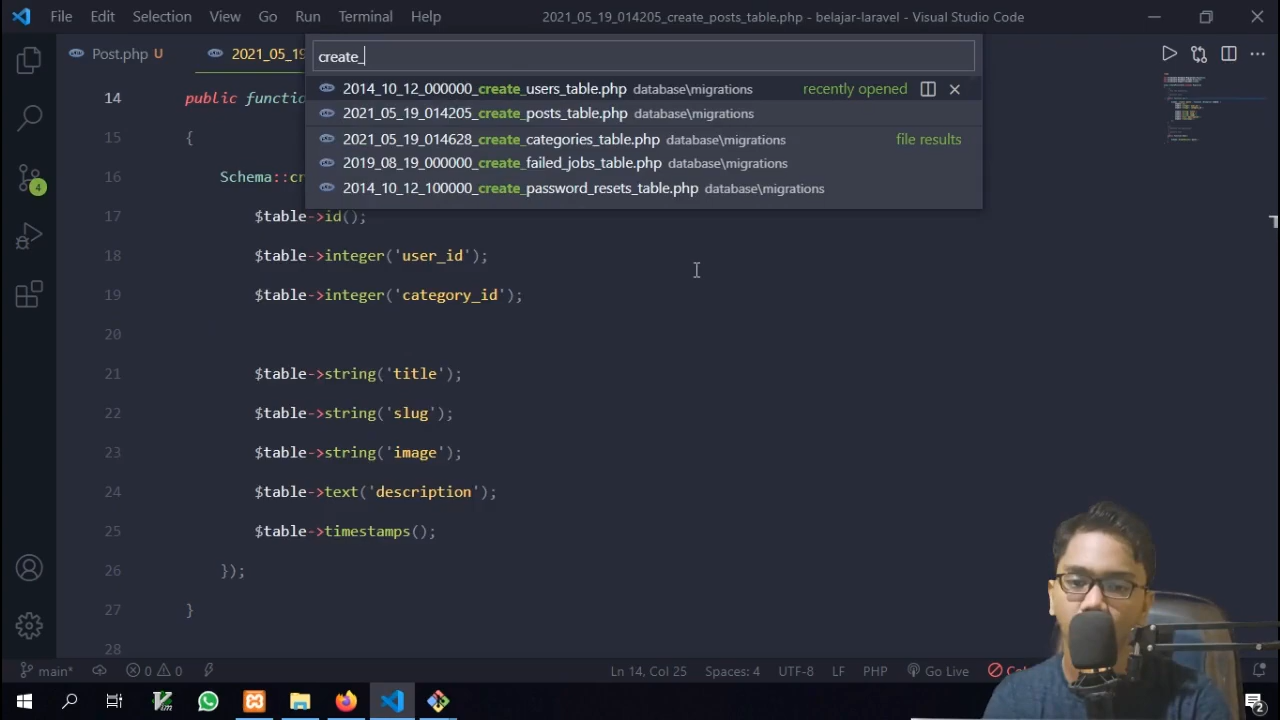 File Edit Selection View Go Run Terminal Help 2021_05_19_014205_create_posts_table.php - belajar-laravel - Visual Studio Code
Post.php U 2021_05_19
create_
2014_10_12_000000_create_users_table.php database\migrations recently opened
2021_05_19_014205_create_posts_table.php database\migrations
2021_05_19_014628_create_categories_table.php database\migrations file results
2019_08_19_000000_create_failed_jobs_table.php database\migrations
2014_10_12_100000_create_password_resets_table.php database\migrations
14 public functio
15 {
16 Schema::cr
17 $table->id();
18 $table->integer('user_id');
19 $table->integer('category_id');
20
21 $table->string('title');
22 $table->string('slug');
23 $table->string('image');
24 $table->text('description');
25 $table->timestamps();
26 });
27 }
28
4
main* 0 0 Ln 14, Col 25 Spaces: 4 UTF-8 LF PHP Go Live
2